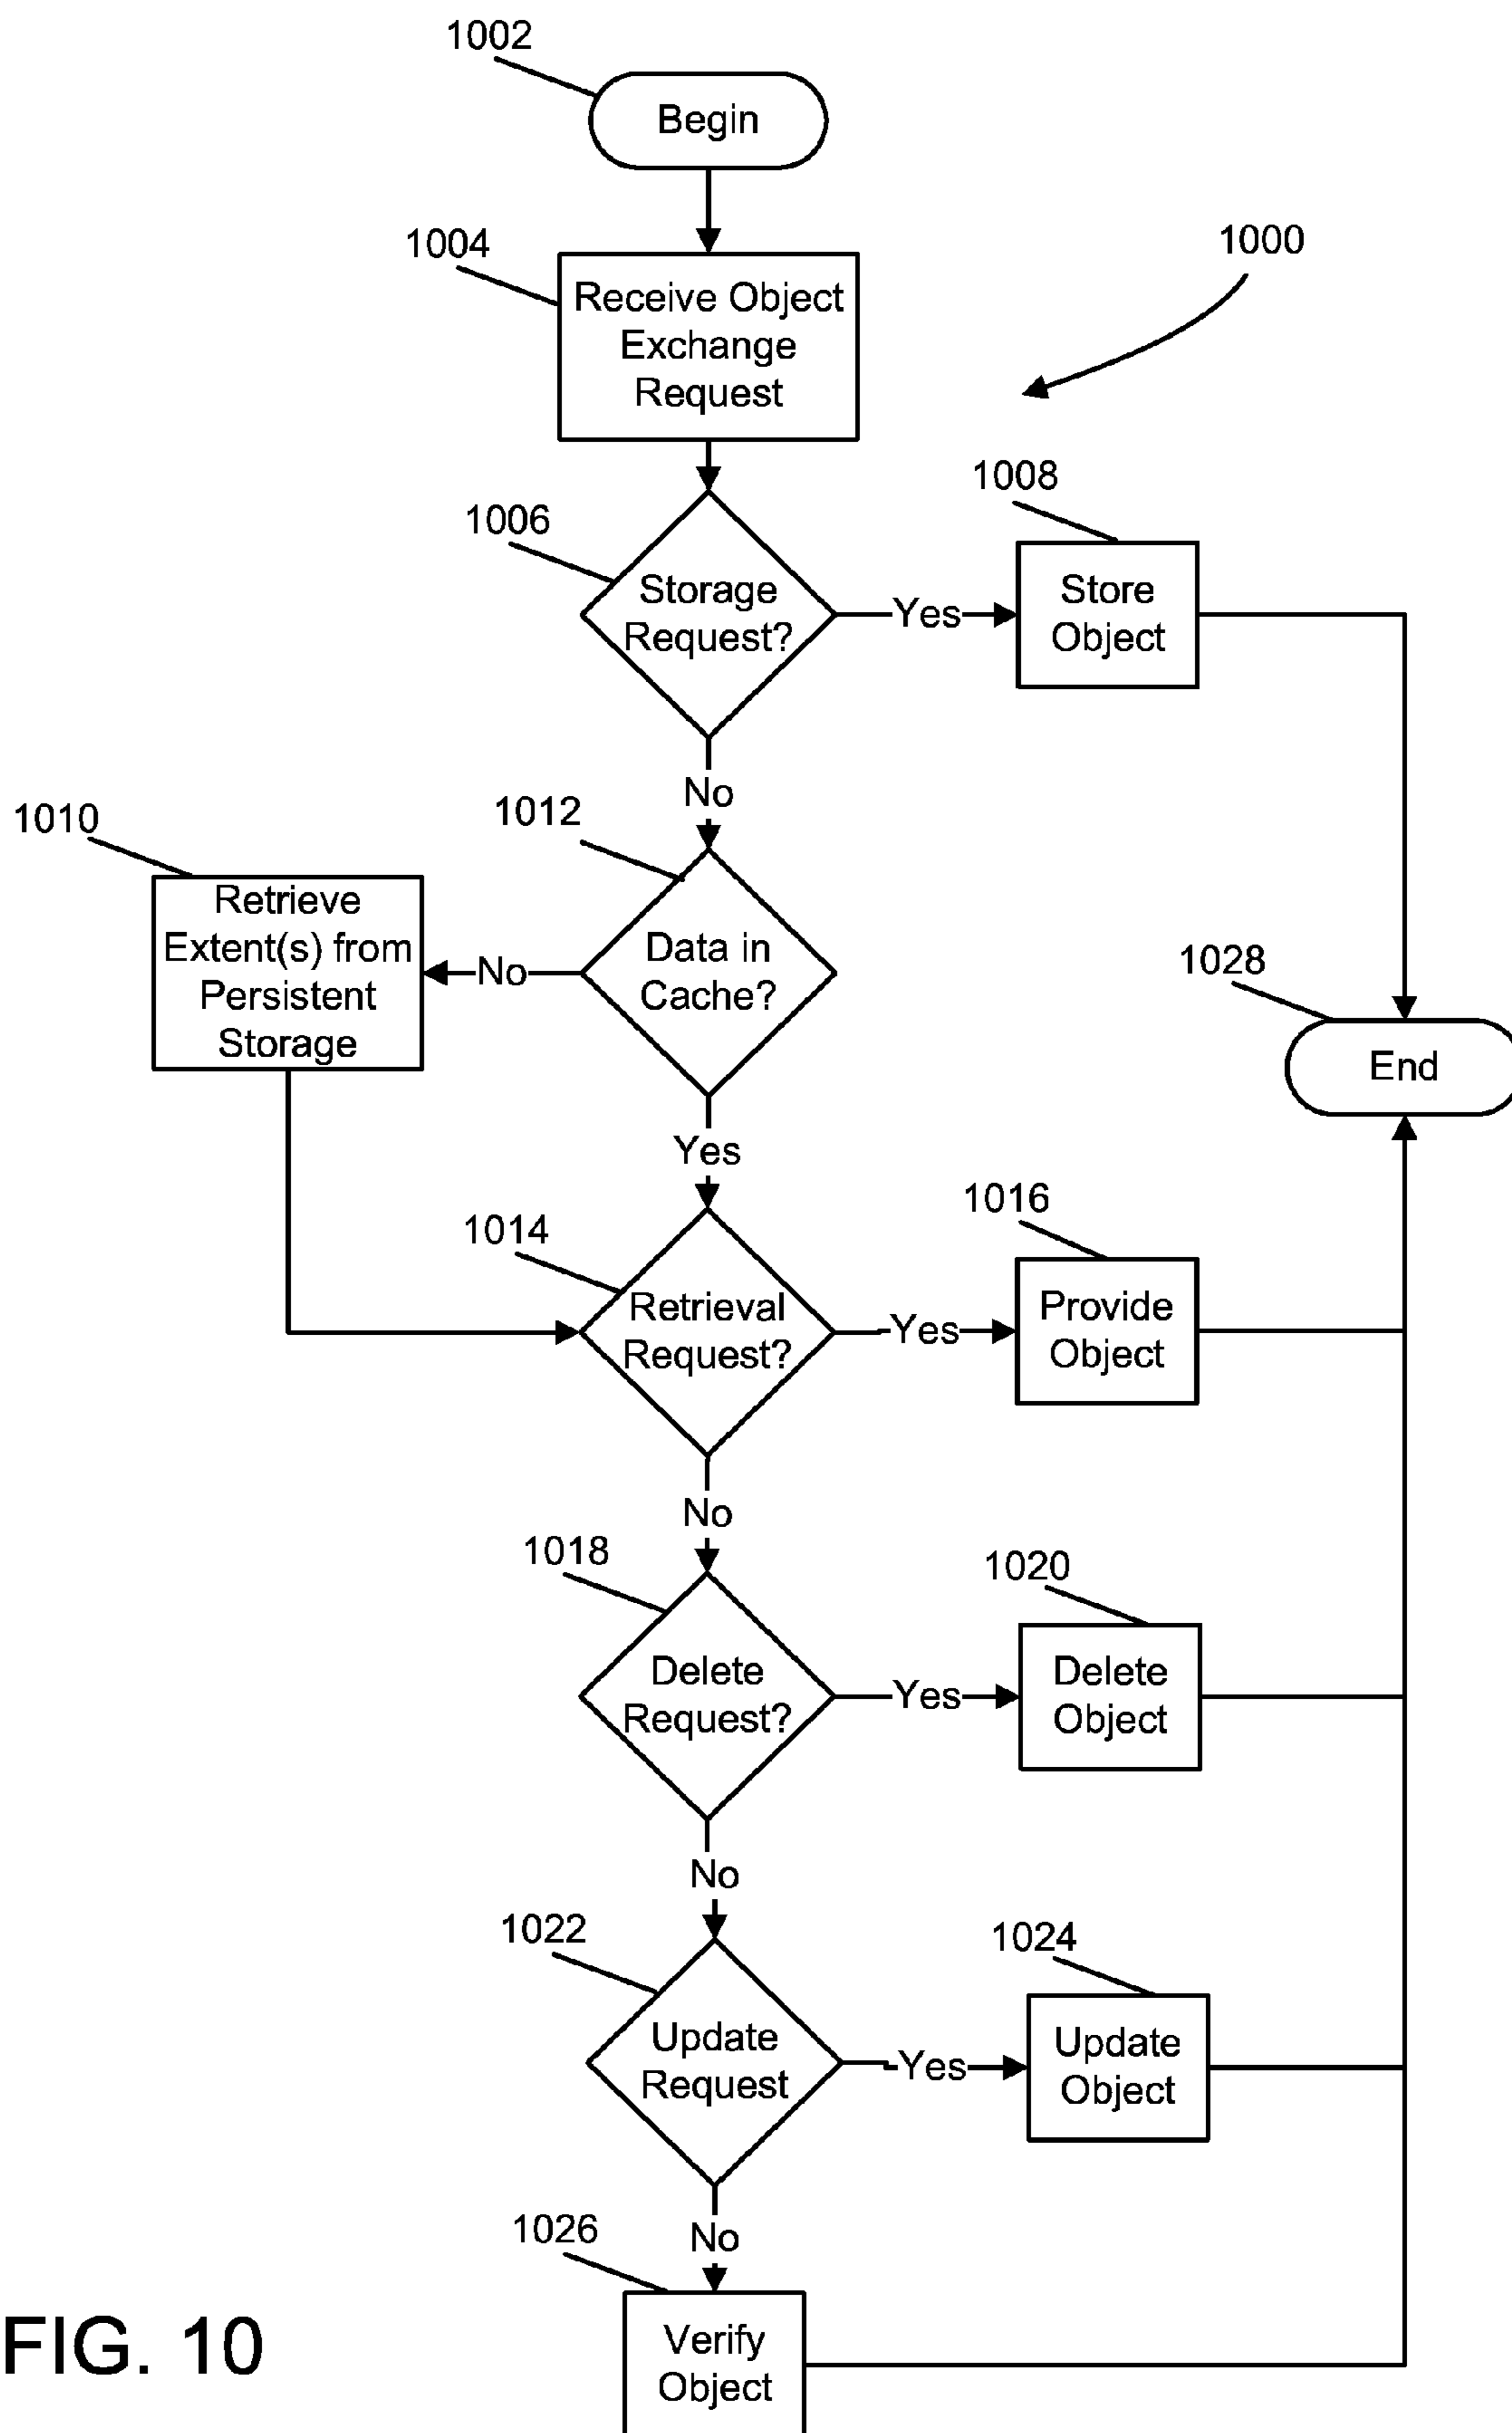 1002
Begin
1004
Receive Object
Exchange
Request
1000
1006
Storage
Request?
Yes
1008
Store
Object
No
1010
Retrieve
Extent(s) from
Persistent
Storage
1012
Data in
Cache?
No
1028
End
Yes
1014
Retrieval
Request?
Yes
1016
Provide
Object
No
1018
Delete
Request?
Yes
1020
Delete
Object
No
1022
Update
Request
Yes
1024
Update
Object
No
1026
Verify
Object
FIG. 10